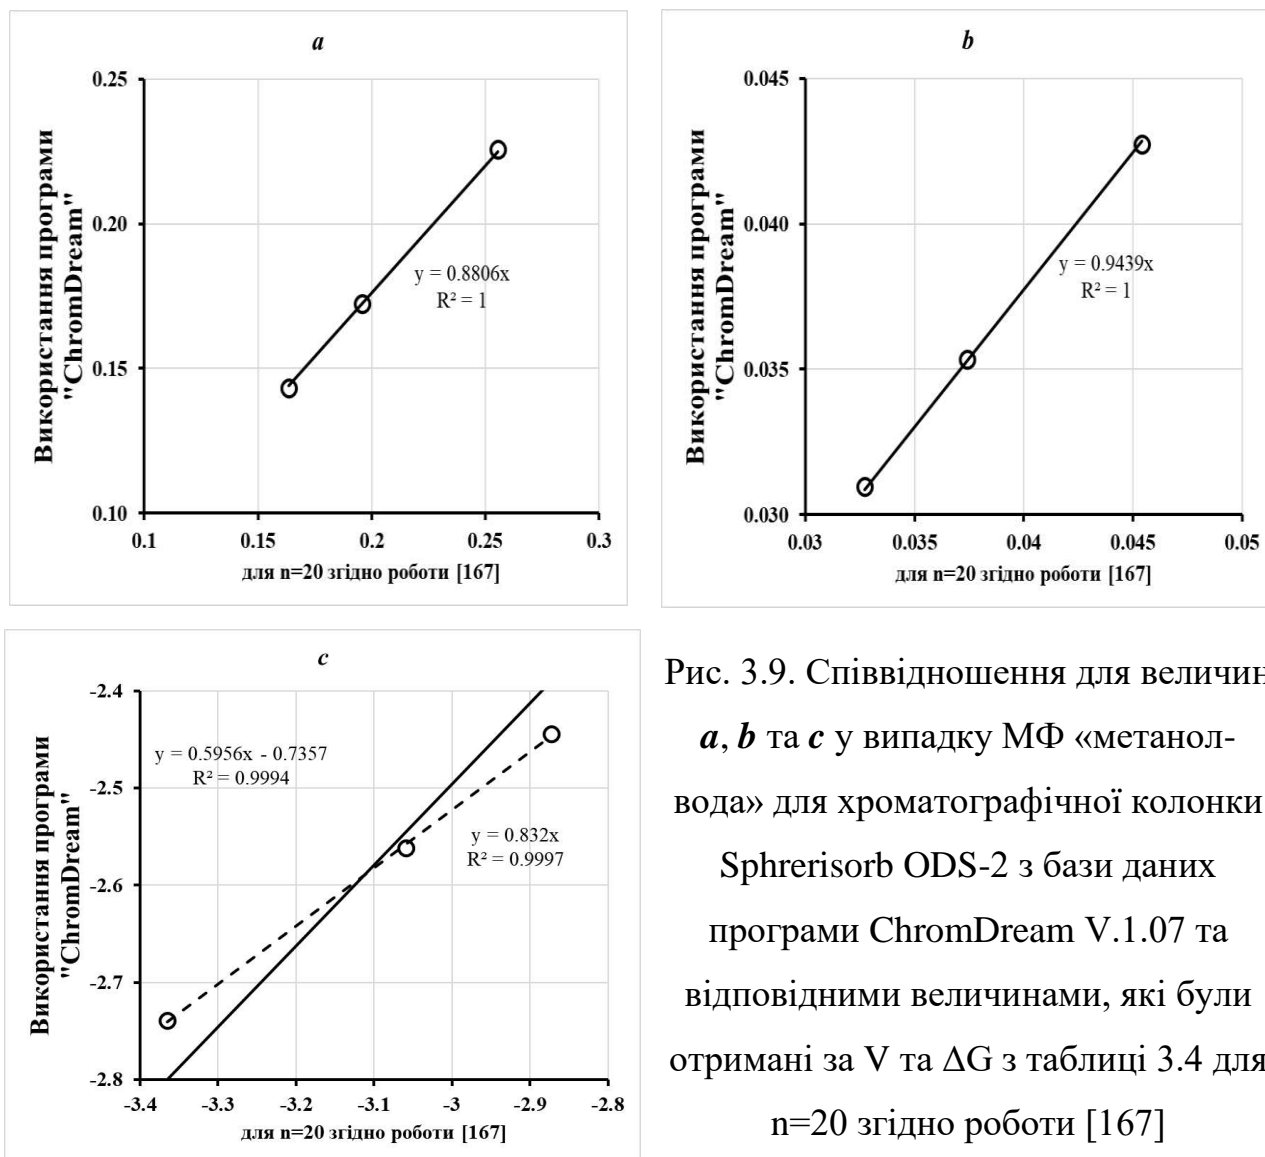 a
0.25
0.20
0.15
0.10
0.1 0.15 0.2 0.25 0.3
Використання програми
"ChromDream"
y = 0.8806x
R² = 1
для n=20 згідно роботи [167]
b
0.045
0.040
0.035
0.030
0.03 0.035 0.04 0.045 0.05
Використання програми
"ChromDream"
y = 0.9439x
R² = 1
для n=20 згідно роботи [167]
c
-2.4
-2.5
-2.6
-2.7
-2.8
-3.4 -3.3 -3.2 -3.1 -3 -2.9 -2.8
Використання програми
"ChromDream"
y = 0.5956x - 0.7357
R² = 0.9994
y = 0.832x
R² = 0.9997
для n=20 згідно роботи [167]
Рис. 3.9. Співвідношення для величин
a, b та c у випадку МФ «метанол-
вода» для хроматографічної колонки
Sphrerisorb ODS-2 з бази даних
програми ChromDream V.1.07 та
відповідними величинами, які були
отримані за V та ΔG з таблиці 3.4 для
n=20 згідно роботи [167]